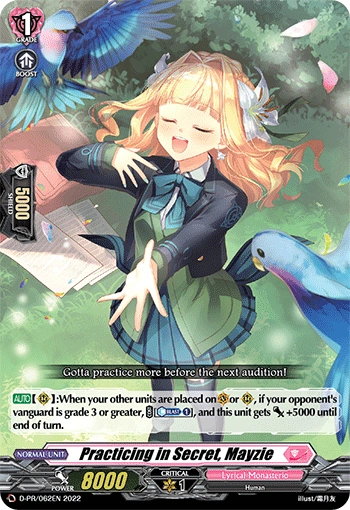 1
GRADE
BOOST
5000
SHIELD
Gotta practice more before the next audition!
AUTO【 】:When your other units are placed on or , if your opponent's
vanguard is grade 3 or greater, [BLAST 1], and this unit gets +5000 until
end of turn.
NORMAL UNIT
Practicing in Secret, Mayzie
Lyrical Monasterio
Human
POWER 8000
CRITICAL
1
D-PR/062EN 2022
illust/霜月友